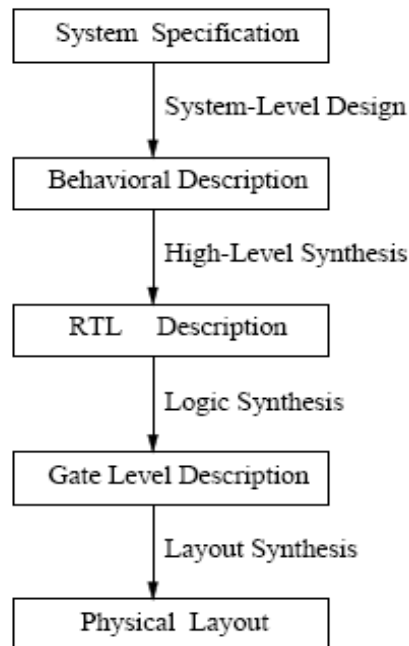 System Specification
System-Level Design
Behavioral Description
High-Level Synthesis
RTL Description
Logic Synthesis
Gate Level Description
Layout Synthesis
Physical Layout